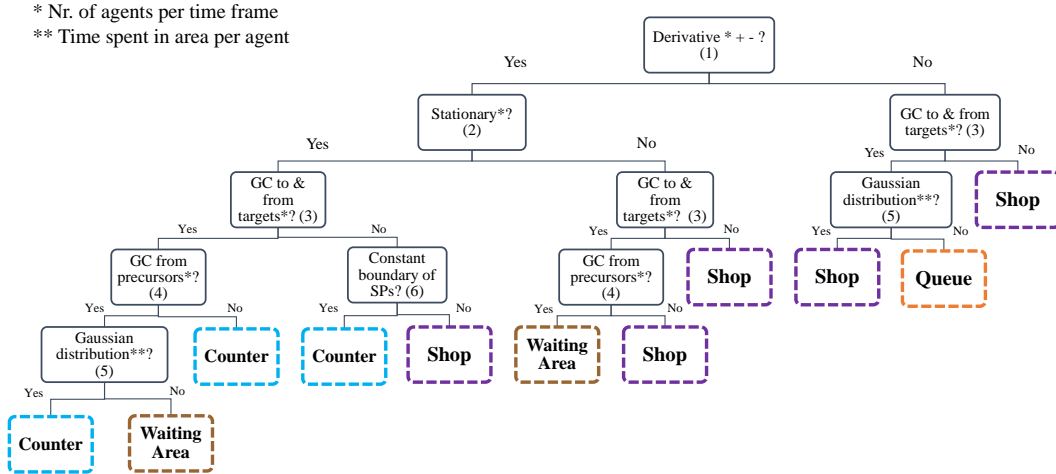 * Nr. of agents per time frame
** Time spent in area per agent
Derivative * + - ?
(1)
Yes
No
Stationary*?
(2)
GC to & from
targets*? (3)
Yes
No
Yes
No
GC to &
from
targets*? (3)
GC to &
from
targets*? (3)
Gaussian
distribution**?
(5)
Shop
Yes
No
Yes
No
Yes
No
GC from
precursors*?
(4)
Constant
boundary of
SPs? (6)
GC from
precursors*?
(4)
Shop
Shop
Queue
Yes
No
Yes
No
Yes
No
Gaussian
distribution**?
(5)
Counter
Counter
Shop
Waiting
Area
Shop
Yes
No
Counter
Waiting
Area